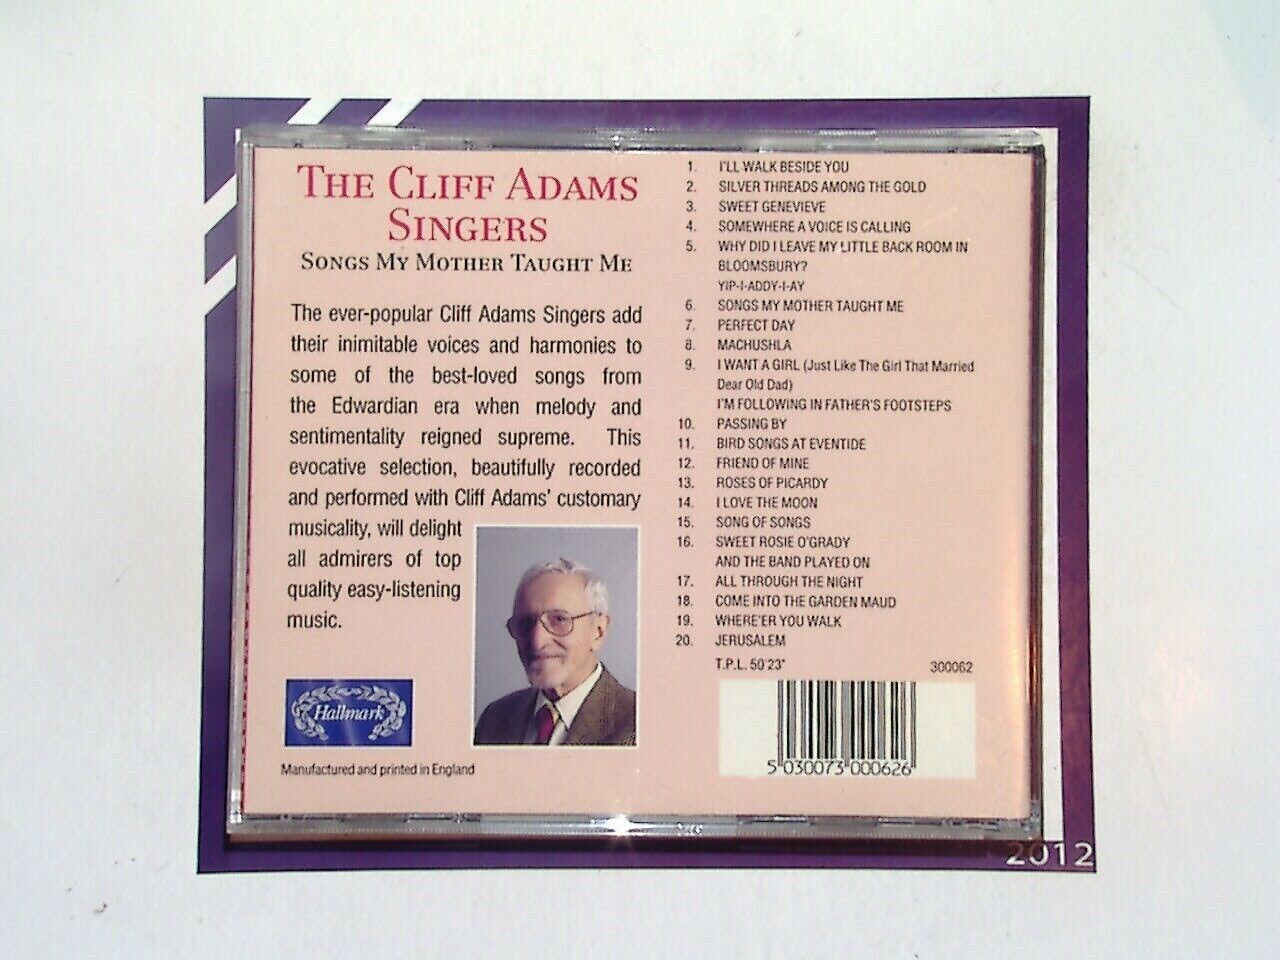 THE CLIFF ADAMS
SINGERS
SONGS MY MOTHER TAUGHT ME
The ever-popular Cliff Adams Singers add
their inimitable voices and harmonies to
some of the best-loved songs from
the Edwardian era when melody and
sentimentality reigned supreme. This
evocative selection, beautifully recorded
and performed with Cliff Adams' customary
musicality, will delight
all admirers of top
quality easy-listening
music.
Hallmark
Manufactured and printed in England
1. I'LL WALK BESIDE YOU
2. SILVER THREADS AMONG THE GOLD
3. SWEET GENEVIEVE
4. SOMEWHERE A VOICE IS CALLING
5. WHY DID I LEAVE MY LITTLE BACK ROOM IN
BLOOMSBURY?
YIP-I-ADDY-I-AY
6. SONGS MY MOTHER TAUGHT ME
7. PERFECT DAY
8. MACHUSHLA
9. I WANT A GIRL (Just Like The Girl That Married
Dear Old Dad)
I'M FOLLOWING IN FATHER'S FOOTSTEPS
10. PASSING BY
11. BIRD SONGS AT EVENTIDE
12. FRIEND OF MINE
13. ROSES OF PICARDY
14. I LOVE THE MOON
15. SONG OF SONGS
16. SWEET ROSIE O'GRADY
AND THE BAND PLAYED ON
17. ALL THROUGH THE NIGHT
18. COME INTO THE GARDEN MAUD
19. WHERE'ER YOU WALK
20. JERUSALEM
T.P.L. 50'23"
300062
5 030073 000626
2012